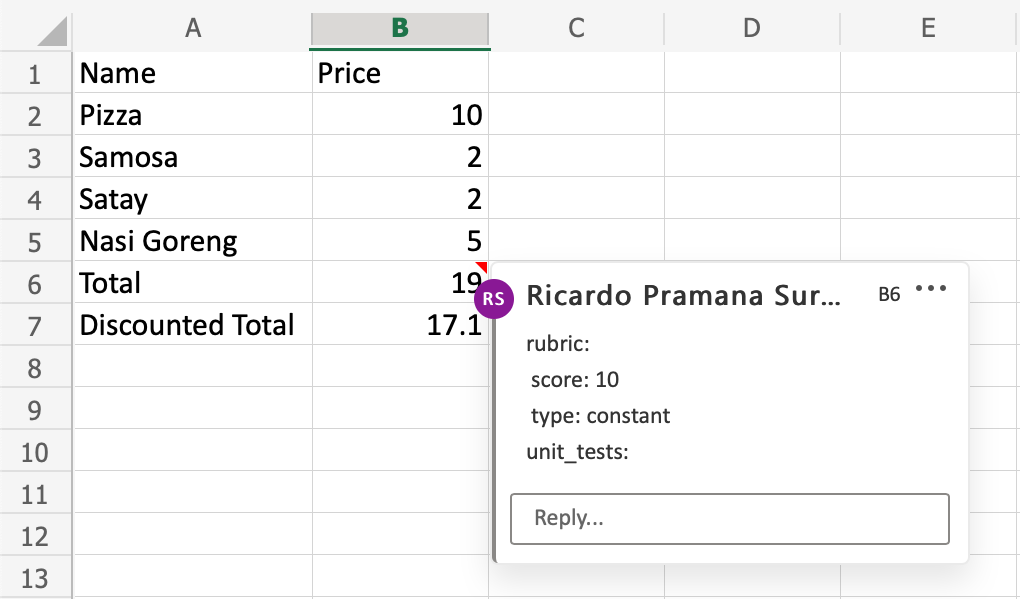 A B C D E
1 Name Price
2 Pizza 10
3 Samosa 2
4 Satay 2
5 Nasi Goreng 5
6 Total 19
7 Discounted Total 17.1
8
9
10
11
12
13
RS Ricardo Pramana Sur... B6 •••
rubric:
score: 10
type: constant
unit_tests:
Reply...